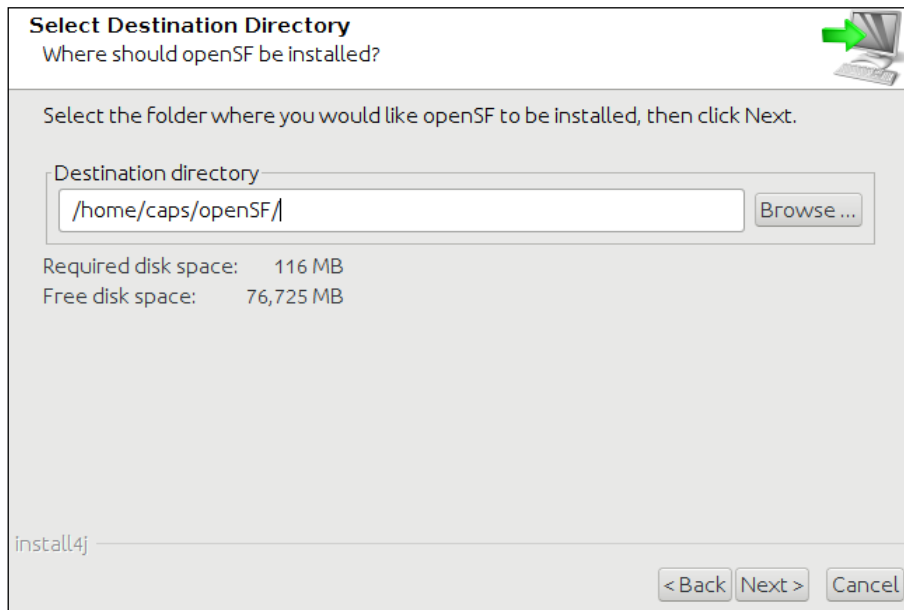 Select Destination Directory
Where should openSF be installed?
Select the folder where you would like openSF to be installed, then click Next.
Destination directory
/home/caps/openSF/
Browse ...
Required disk space: 116 MB
Free disk space: 76,725 MB
install4j
< Back Next > Cancel